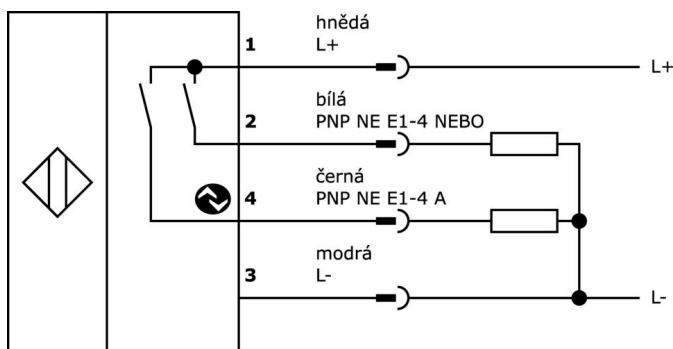 hnědá
1 L+ L+
bílá
2 PNP NE E1-4 NEBO
černá
4 PNP NE E1-4 A
modrá
3 L- L-